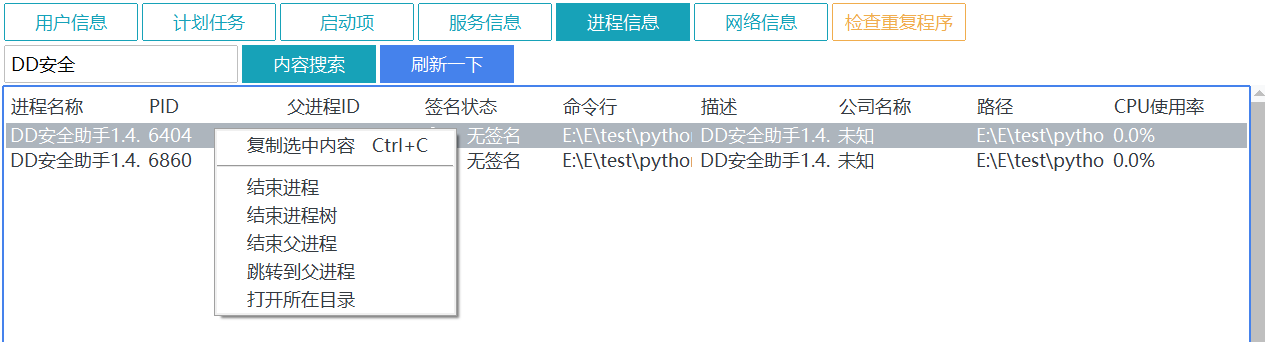 用户信息 计划任务 启动项 服务信息 进程信息 网络信息 检查重复程序
DD安全 内容搜索 刷新一下
进程名称 PID 父进程ID 签名状态 命令行 描述 公司名称 路径 CPU使用率
DD安全助手1.4. 6404 无签名 E:\E\test\pytho DD安全助手1.4. 未知 E:\E\test\pytho 0.0%
复制选中内容 Ctrl+C
DD安全助手1.4. 6860 无签名 E:\E\test\pytho DD安全助手1.4. 未知 E:\E\test\pytho 0.0%
结束进程
结束进程树
结束父进程
跳转到父进程
打开所在目录